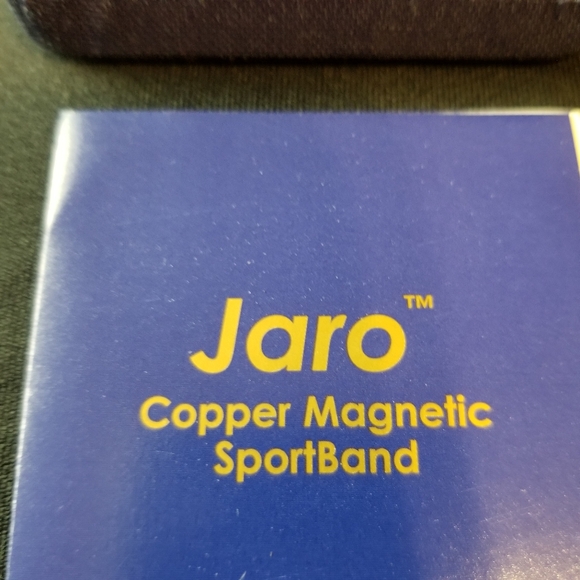 Jaro™
Copper Magnetic
SportBand